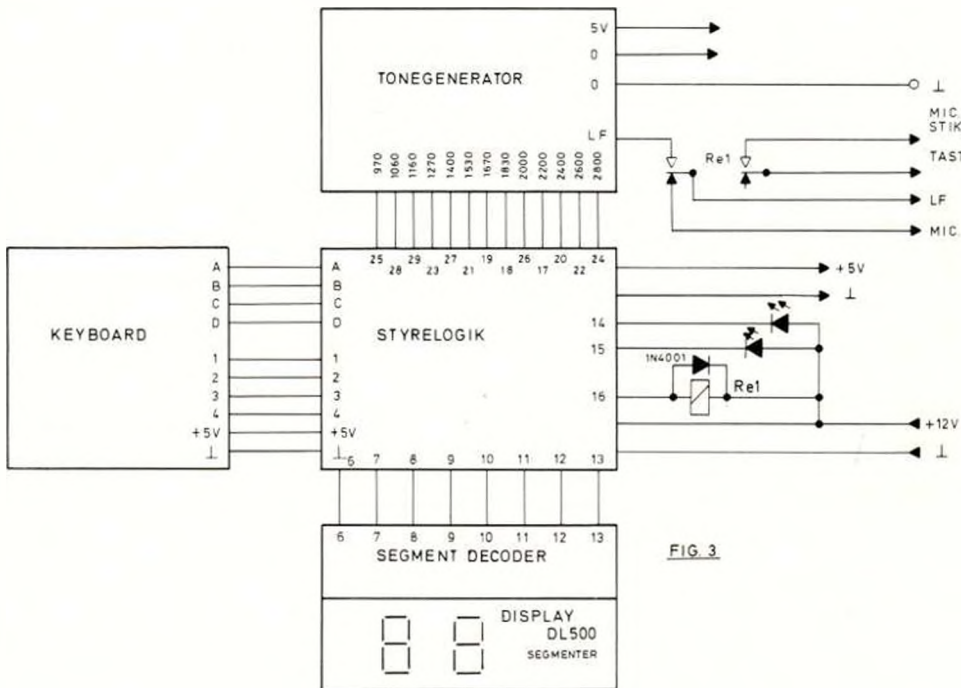 TONEGENERATOR
5V
0
0
⊥
LF
MIC.
STIK
TAST
LF
MIC.
Re1
970 1060 1160 1270 1400 1530 1670 1830 2000 2200 2400 2600 2800
25 28 29 23 27 21 19 18 26 17 20 22 24
KEYBOARD
A
B
C
D
1
2
3
4
+5V
⊥
STYRELOGIK
A
B
C
D
1
2
3
4
+5V
⊥
14
15
16
+5V
⊥
1N4001
Re1
+12V
⊥
6 7 8 9 10 11 12 13
6 7 8 9 10 11 12 13
SEGMENT DECODER
FIG. 3
DISPLAY
DL500
SEGMENTER
8 8